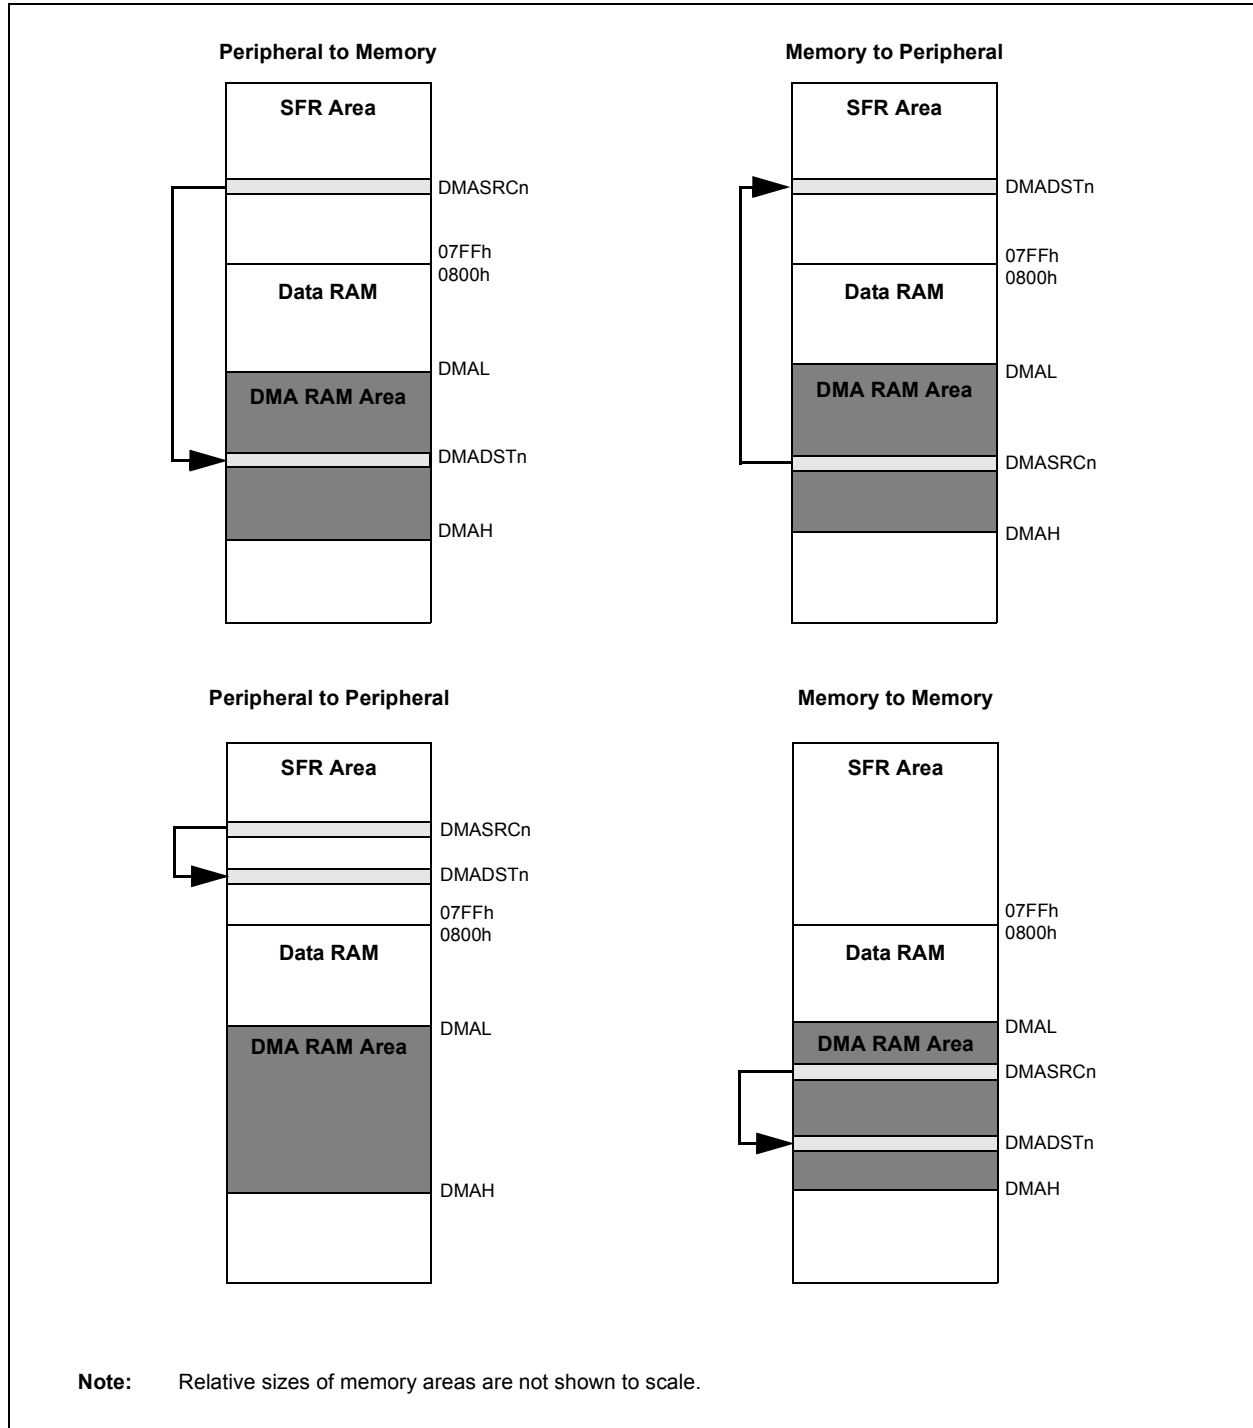 Peripheral to Memory
SFR Area
DMASRCn
07FFh
0800h
Data RAM
DMAL
DMA RAM Area
DMADSTn
DMAH
Memory to Peripheral
SFR Area
DMADSTn
07FFh
0800h
Data RAM
DMAL
DMA RAM Area
DMASRCn
DMAH
Peripheral to Peripheral
SFR Area
DMASRCn
DMADSTn
07FFh
0800h
Data RAM
DMAL
DMA RAM Area
DMAH
Memory to Memory
SFR Area
07FFh
0800h
Data RAM
DMAL
DMA RAM Area
DMASRCn
DMADSTn
DMAH
Note: Relative sizes of memory areas are not shown to scale.